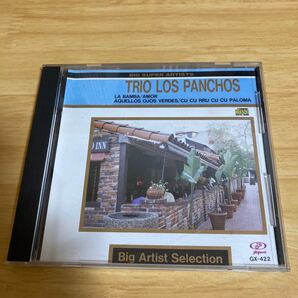 BIG SUPER ARTISTS
TRIO LOS PANCHOS
LA BAMBA/AMOR
AQUELLOS OJOS VERDES/CU CU RRU CU CU PALOMA
INN
Big Artist Selection
GX-422